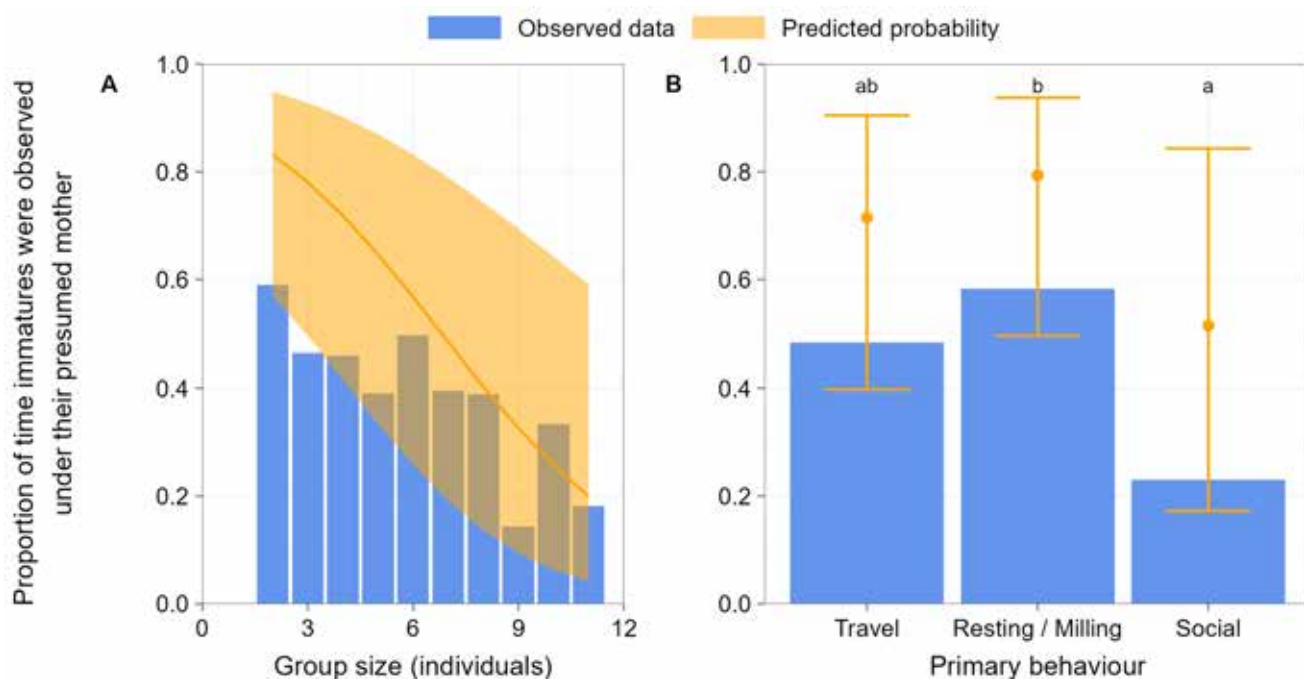 Observed data
Predicted probability
Proportion of time immatures were observed
under their presumed mother
A
1.0
0.8
0.6
0.4
0.2
0.0
0
3
6
9
12
Group size (individuals)
B
1.0
0.8
0.6
0.4
0.2
0.0
ab
b
a
Travel
Resting / Milling
Social
Primary behaviour